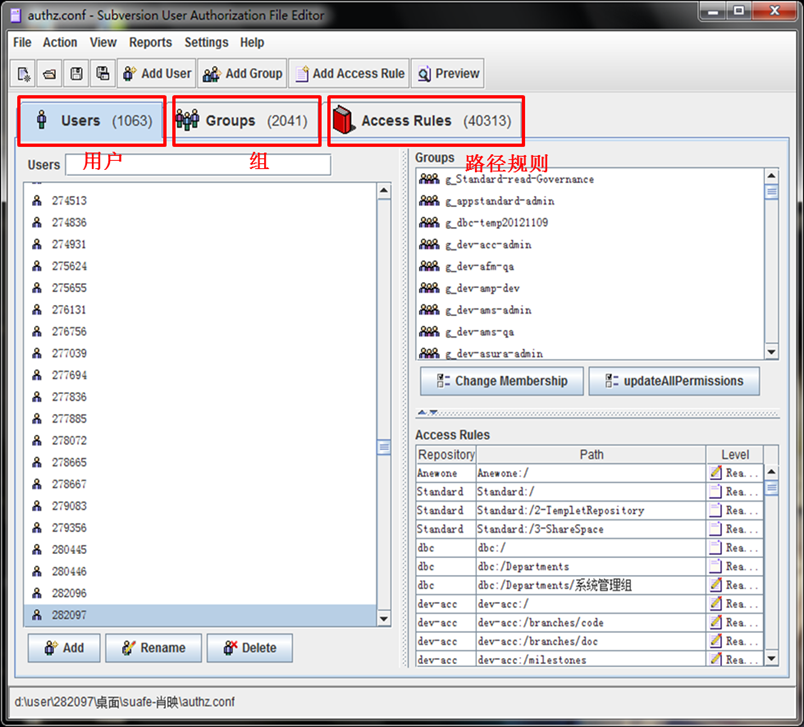 authz.conf - Subversion User Authorization File Editor
File Action View Reports Settings Help
Add User Add Group Add Access Rule Preview
Users (1063) Groups (2041) Access Rules (40313)
Users 用户 组
274513
274836
274931
275624
275655
276131
276756
277039
277694
277836
277885
278072
278665
278667
279083
279356
280445
280446
282096
282097
Add Rename Delete
Groups 路径规则
g_Standard-read-Governance
g_appstandard-admin
g_dbc-temp20121109
g_dev-acc-admin
g_dev-afm-qa
g_dev-amp-dev
g_dev-ams-admin
g_dev-ams-qa
g_dev-asura-admin
Change Membership updateAllPermissions
Access Rules
Repository Path Level
Anewone Anewone:/ Rea...
Standard Standard:/ Rea...
Standard Standard:/2-TempletRepository Rea...
Standard Standard:/3-ShareSpace Rea...
dbc dbc:/ Rea...
dbc dbc:/Departments Rea...
dbc dbc:/Departments/系统管理组 Rea...
dev-acc dev-acc:/ Rea...
dev-acc dev-acc:/branches/code Rea...
dev-acc dev-acc:/branches/doc Rea...
dev-acc dev-acc:/milestones Rea...
d:\user\282097\桌面\suafe-肖映\authz.conf